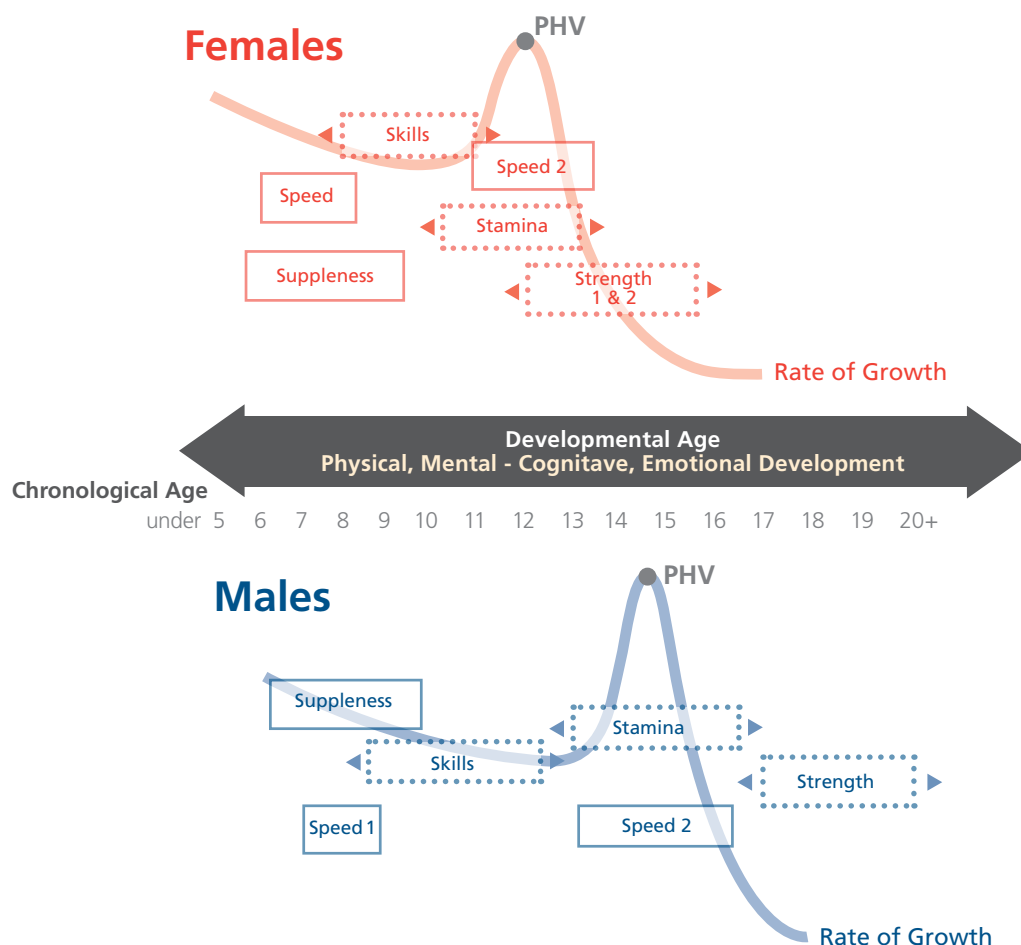 PHV
Females
Skills
Speed 2
Speed
Stamina
Suppleness
Strength
1 & 2
Rate of Growth
Developmental Age
Physical, Mental - Cognitave, Emotional Development
Chronological Age
under 5 6 7 8 9 10 11 12 13 14 15 16 17 18 19 20+
PHV
Males
Suppleness
Stamina
Skills
Strength
Speed 1
Speed 2
Rate of Growth